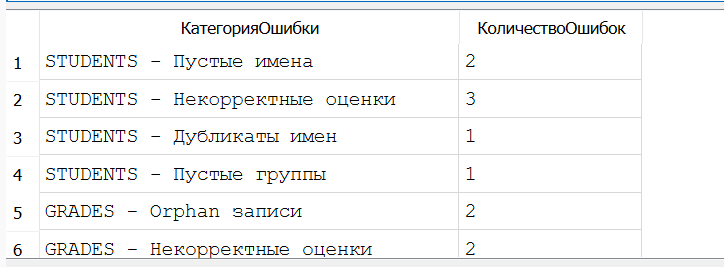 КатегорияОшибки КоличествоОшибок
1 STUDENTS - Пустые имена 2
2 STUDENTS - Некорректные оценки 3
3 STUDENTS - Дубликаты имен 1
4 STUDENTS - Пустые группы 1
5 GRADES - Orphan записи 2
6 GRADES - Некорректные оценки 2